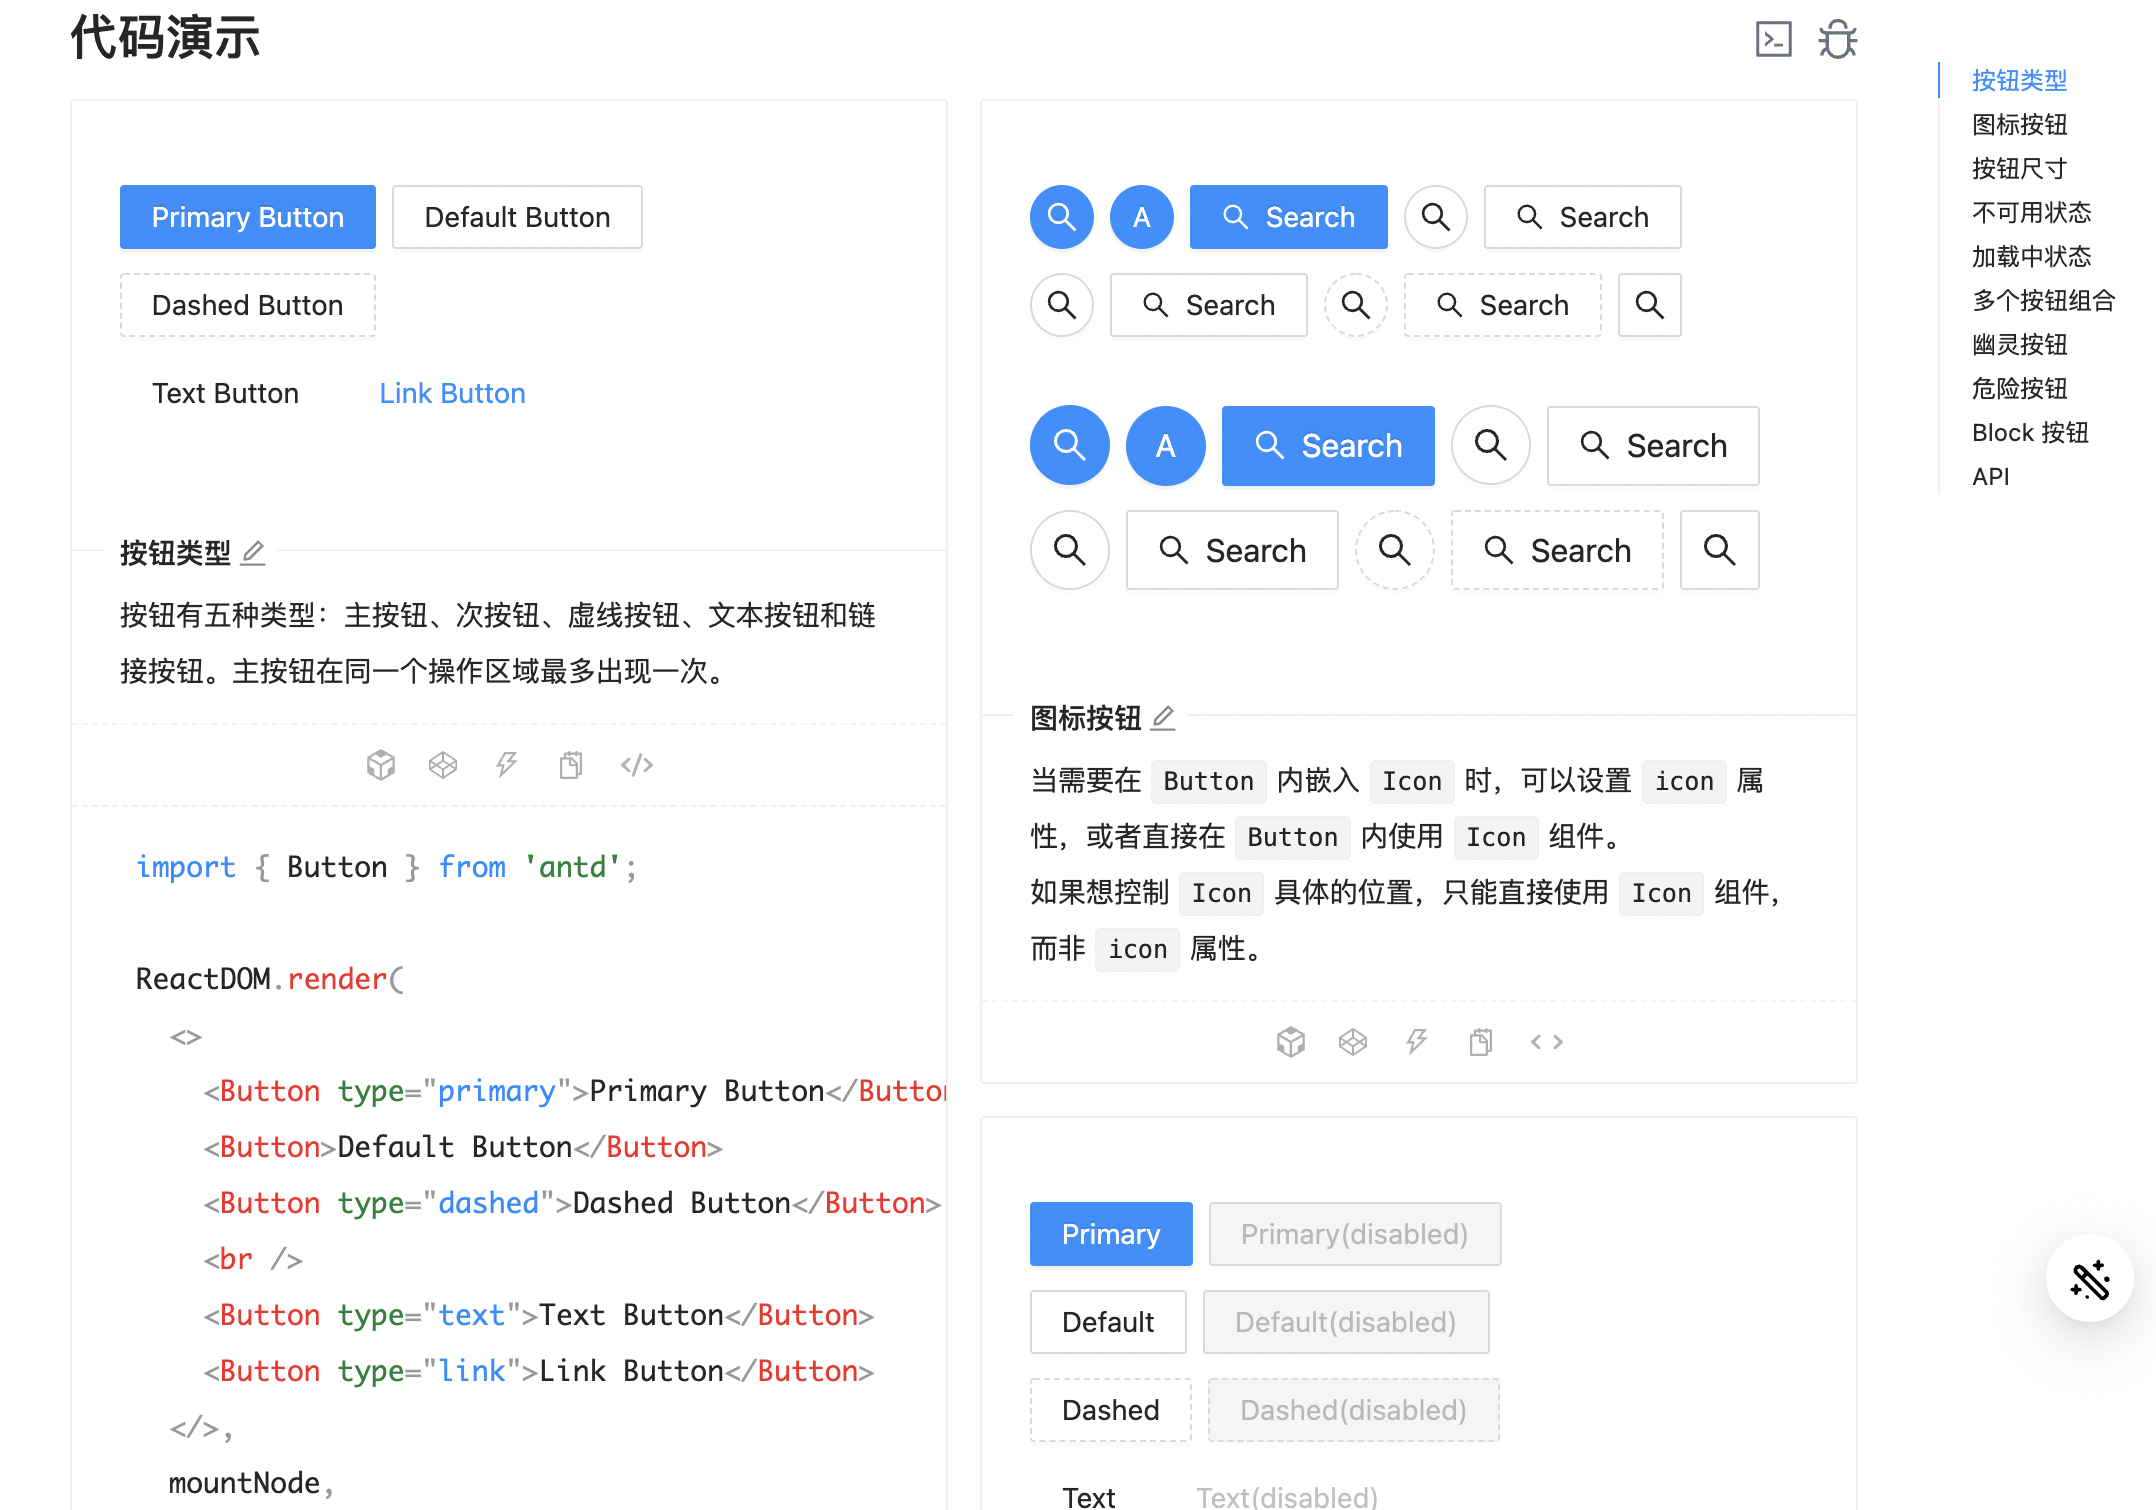 代码演示
Primary Button
Default Button
Dashed Button
Text Button
Link Button
按钮类型
按钮有五种类型：主按钮、次按钮、虚线按钮、文本按钮和链
接按钮。主按钮在同一个操作区域最多出现一次。
import { Button } from 'antd';
ReactDOM.render(
<>
<Button type="primary">Primary Button</Button
<Button>Default Button</Button>
<Button type="dashed">Dashed Button</Button>
<br />
<Button type="text">Text Button</Button>
<Button type="link">Link Button</Button>
</>,
mountNode,
A
Search
Search
Search
Search
A
Search
Search
Search
Search
图标按钮
当需要在 Button 内嵌入 Icon 时，可以设置 icon 属
性，或者直接在 Button 内使用 Icon 组件。
如果想控制 Icon 具体的位置，只能直接使用 Icon 组件，
而非 icon 属性。
Primary
Primary(disabled)
Default
Default(disabled)
Dashed
Dashed(disabled)
Text
Text(disabled)
按钮类型
图标按钮
按钮尺寸
不可用状态
加载中状态
多个按钮组合
幽灵按钮
危险按钮
Block 按钮
API